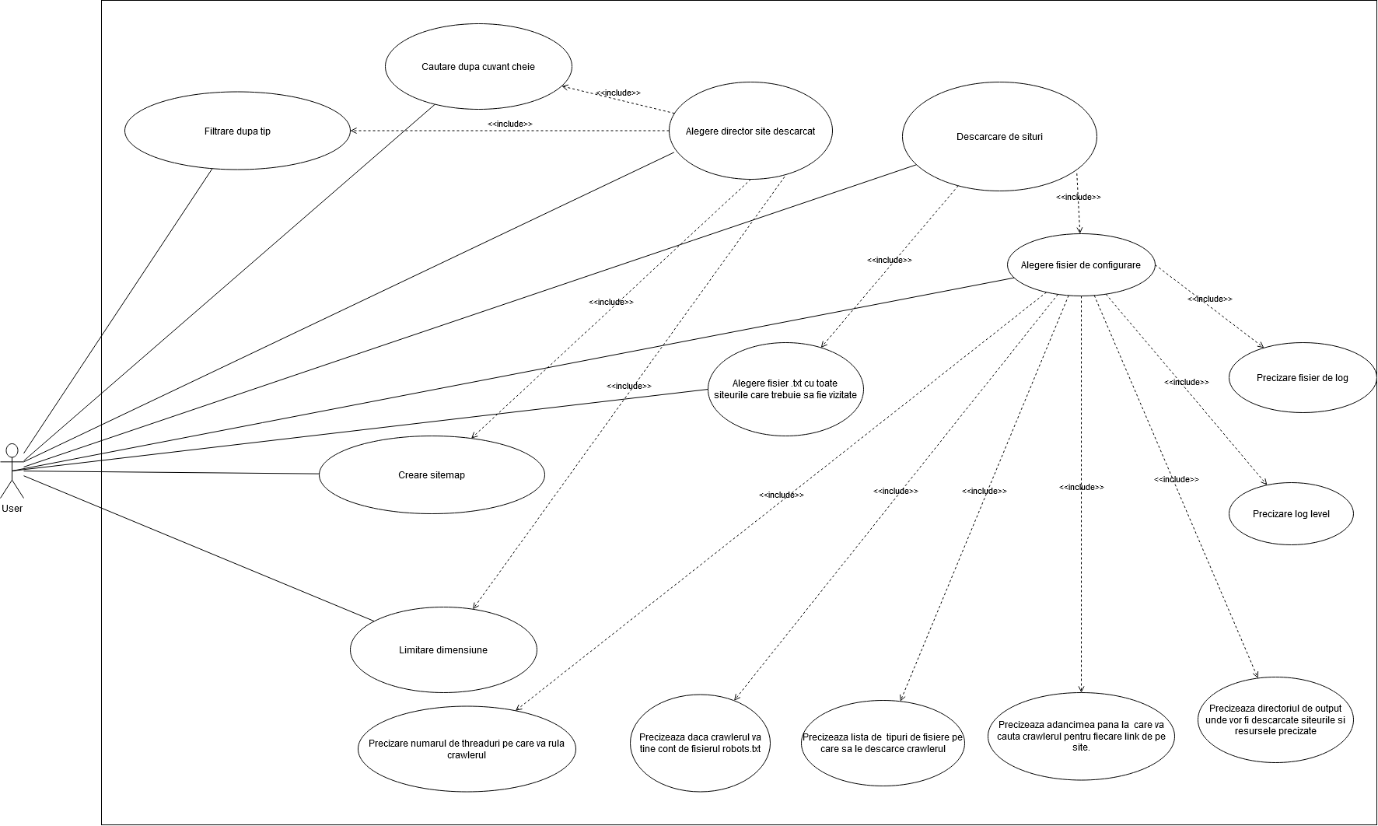 Cautare dupa cuvant cheie
<<include>>
Filtrare dupa tip
<<include>>
Alegere director site descarcat
Descarcare de situri
<<include>>
<<include>>
Alegere fisier de configurare
<<include>>
<<include>>
Alegere fisier .txt cu toate
siteurile care trebuie sa fie vizitate
<<include>>
<<include>>
Precizare fisier de log
Creare sitemap
User
<<include>>
<<include>>
<<include>>
<<include>>
<<include>>
Precizare log level
Limitare dimensiune
Precizare numarul de threaduri pe care va rula
crawlerul
Precizeaza daca crawlerul va
tine cont de fisierul robots.txt
Precizeaza lista de tipuri de fisiere pe
care sa le descarce crawlerul
Precizeaza adancimea pana la care va
cauta crawlerul pentru fiecare link de pe
site.
Precizeaza directoriul de output
unde vor fi descarcate siteurile si
resursele precizate